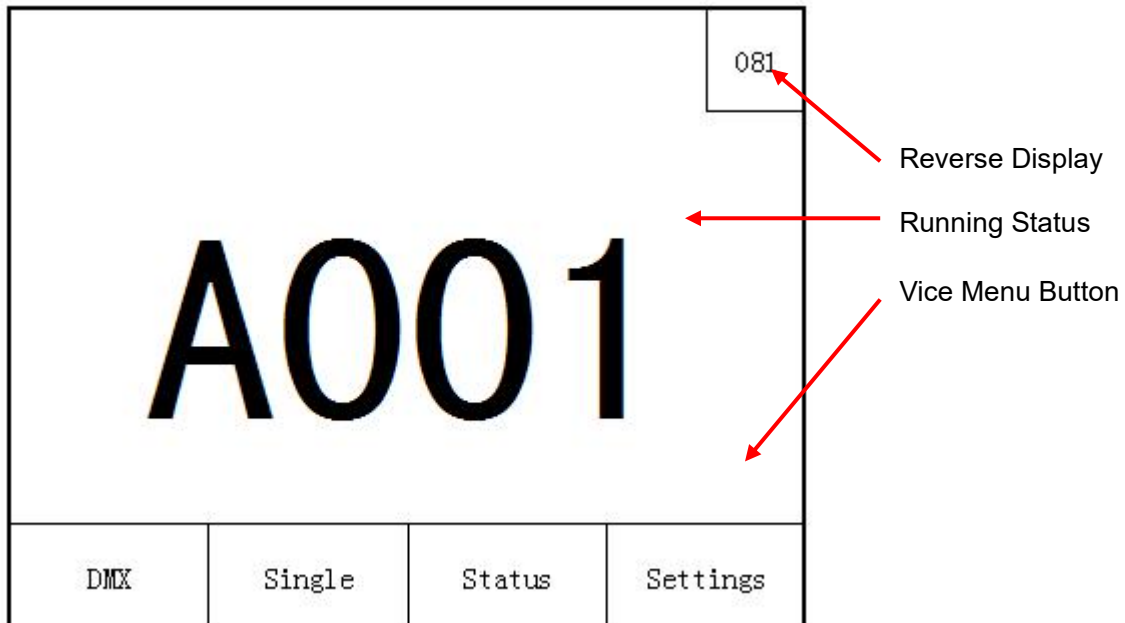 081
Reverse Display
Running Status
Vice Menu Button
A001
DMX Single Status Settings